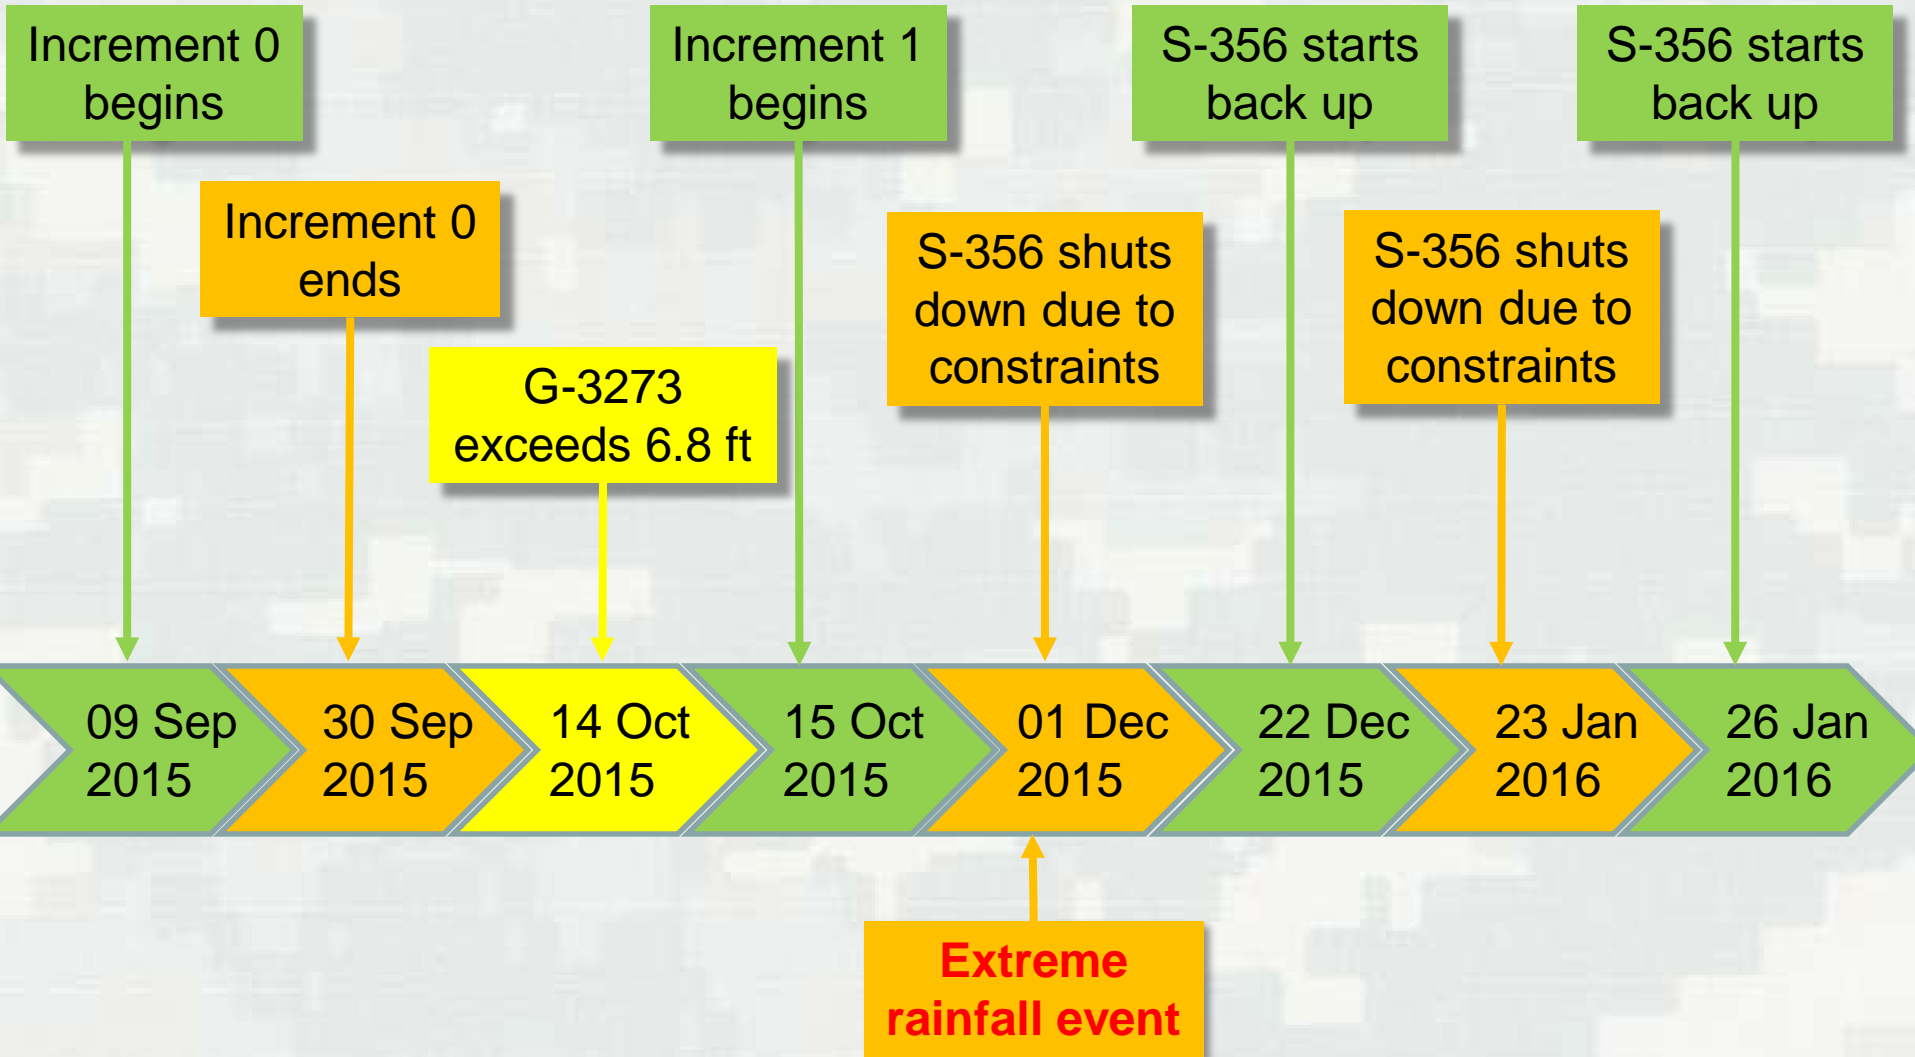 Increment 0
begins
Increment 1
begins
S-356 starts
back up
S-356 starts
back up
Increment 0
ends
S-356 shuts
down due to
constraints
S-356 shuts
down due to
constraints
G-3273
exceeds 6.8 ft
09 Sep
2015
30 Sep
2015
14 Oct
2015
15 Oct
2015
01 Dec
2015
22 Dec
2015
23 Jan
2016
26 Jan
2016
Extreme
rainfall event